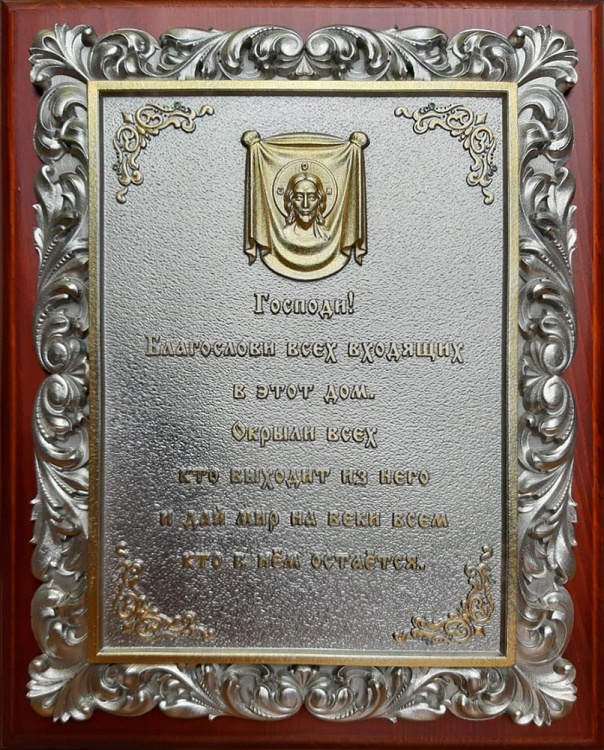 Господи!
Благослови всех входящих
в этот дом.
Окрыли всех
кто выходит из него
и дай мир на веки всем
кто в нём остаётся.